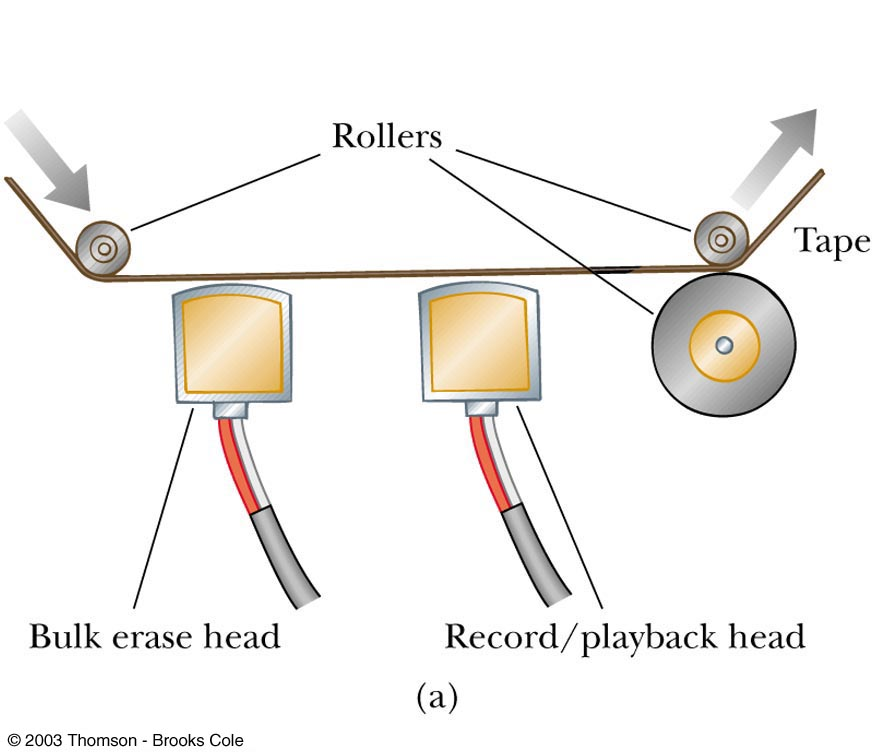 Rollers
Tape
Bulk erase head
Record/playback head
(a)
© 2003 Thomson - Brooks Cole